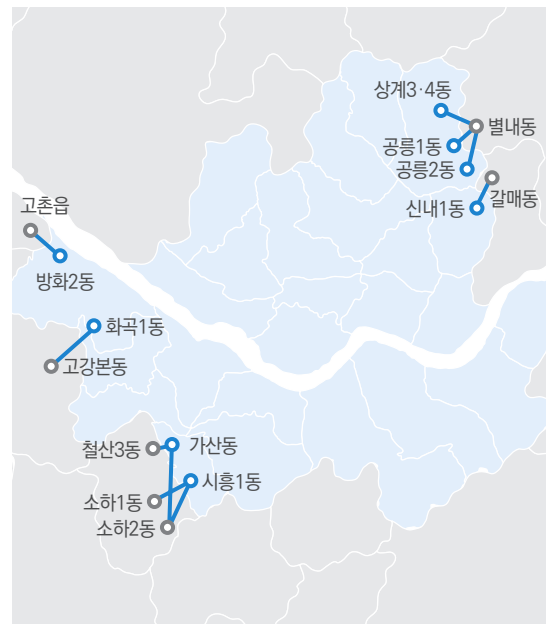 상계3·4동
별내동
공릉1동
공릉2동
갈매동
신내1동
고촌읍
방화2동
화곡1동
고강본동
철산3동
가산동
시흥1동
소하1동
소하2동